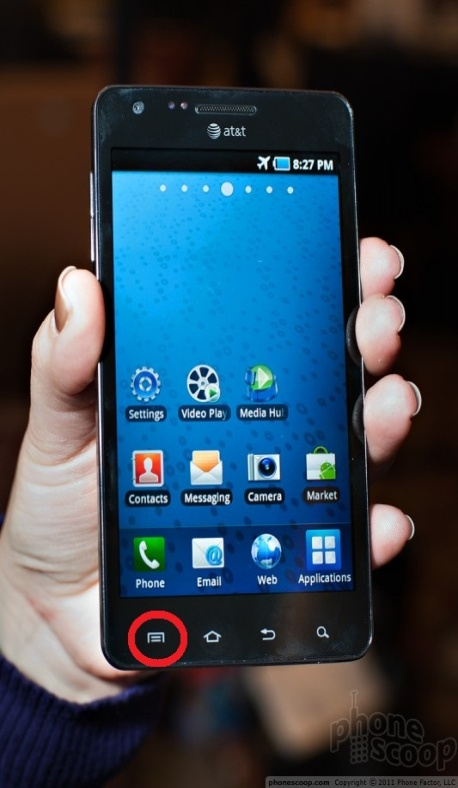 at&t
8:27 PM
Settings
Video Play
Media Hu
Contacts
Messaging
Camera
Market
Phone
Email
Web
Applications
phone
scoop
phonescoop.com Copyright © 2011 Phone Factor, LLC